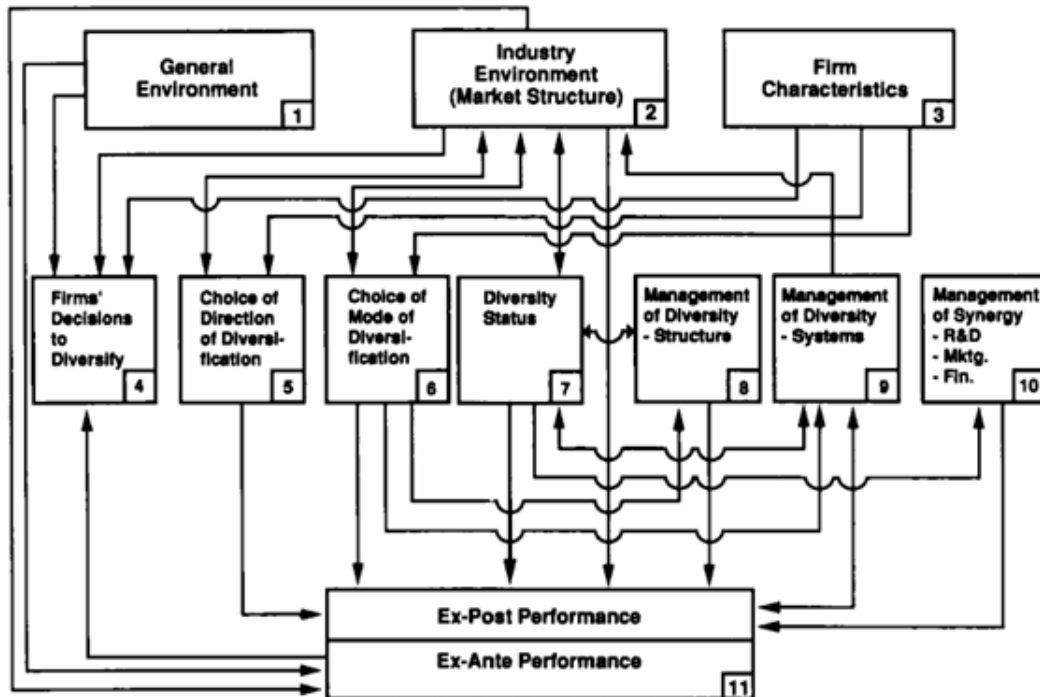 General
Environment
1
Industry
Environment
(Market Structure)
2
Firm
Characteristics
3
Firms'
Decisions
to
Diversify
4
Choice of
Direction
of Diversi-
fication
5
Choice of
Mode of
Diversi-
fication
6
Diversity
Status
7
Management
of Diversity
- Structure
8
Management
of Diversity
- Systems
9
Management
of Synergy
- R&D
- Mktg.
- Fin.
10
Ex-Post Performance
Ex-Ante Performance
11